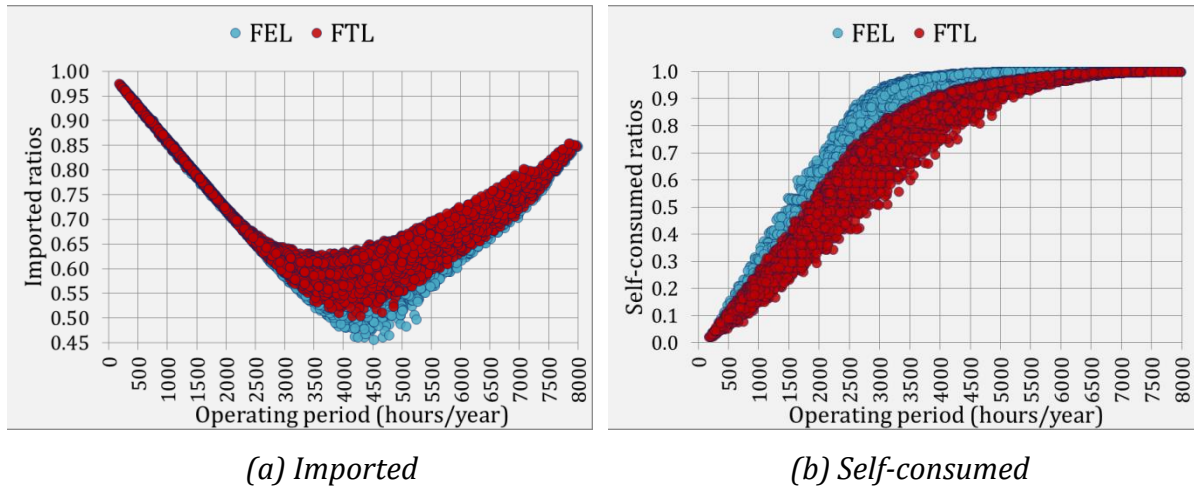 FEL FTL
Imported ratios
1.00
0.95
0.90
0.85
0.80
0.75
0.70
0.65
0.60
0.55
0.50
0.45
0 500 1000 1500 2000 2500 3000 3500 4000 4500 5000 5500 6000 6500 7000 7500 8000
Operating period (hours/year)
(a) Imported
FEL FTL
Self-consumed ratios
1.0
0.9
0.8
0.7
0.6
0.5
0.4
0.3
0.2
0.1
0.0
0 500 1000 1500 2000 2500 3000 3500 4000 4500 5000 5500 6000 6500 7000 7500 8000
Operating period (hours/year)
(b) Self-consumed